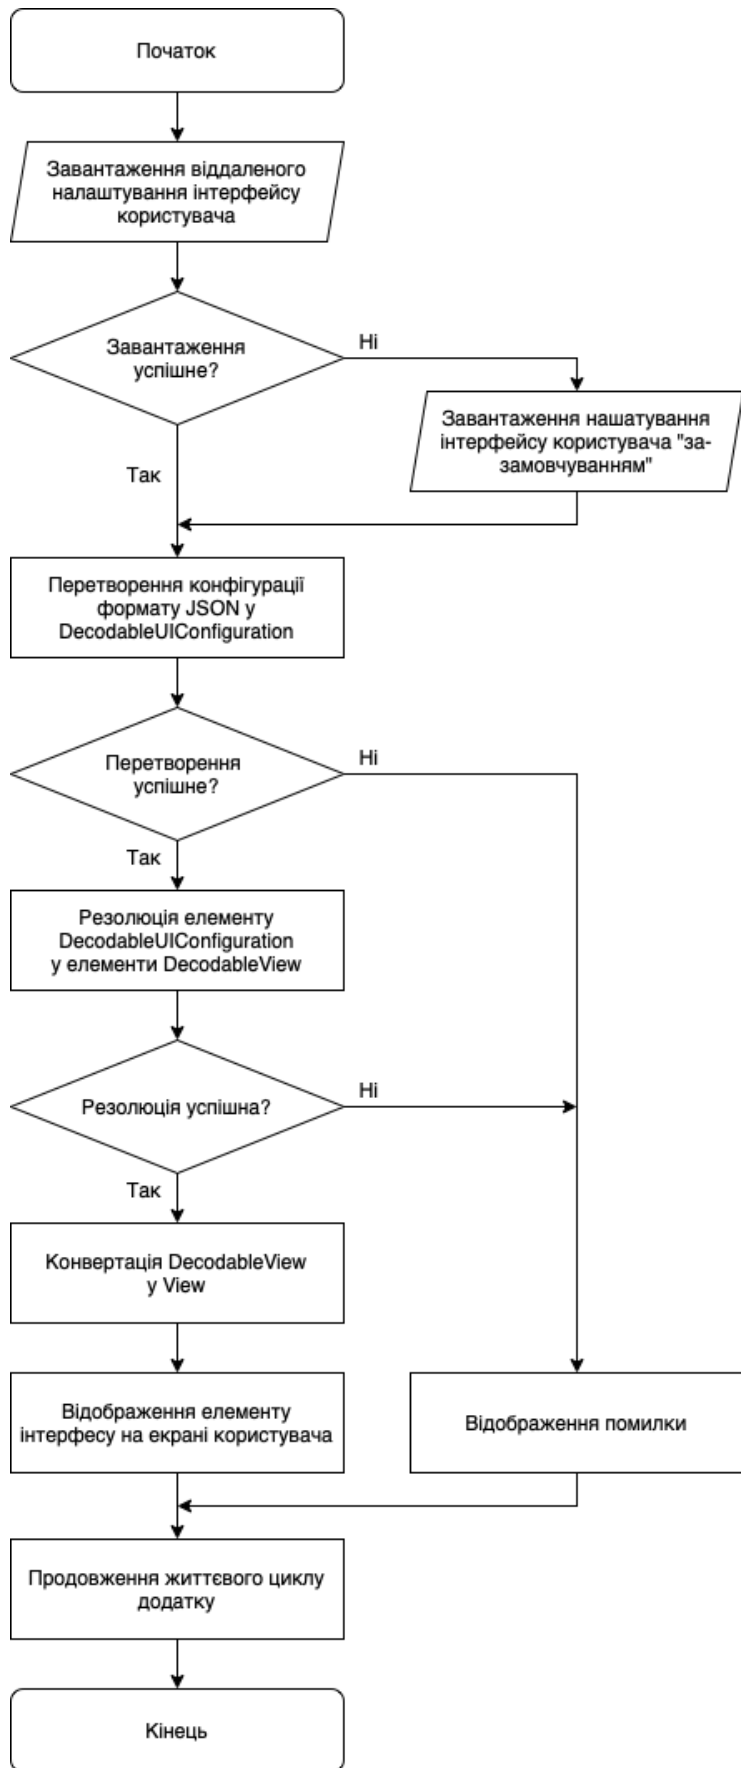 Початок
Завантаження віддаленого
налаштування інтерфейсу
користувача
Завантаження
успішне?
Ні
Завантаження нашатування
інтерфейсу користувача "за-
замовчуванням"
Так
Перетворення конфігурації
формату JSON у
DecodableUIConfiguration
Перетворення
успішне?
Ні
Так
Резолюція елементу
DecodableUIConfiguration
у елементи DecodableView
Резолюція успішна?
Ні
Так
Конвертація DecodableView
у View
Відображення елементу
інтерфесу на екрані користувача
Відображення помилки
Продовження життєвого циклу
додатку
Кінець